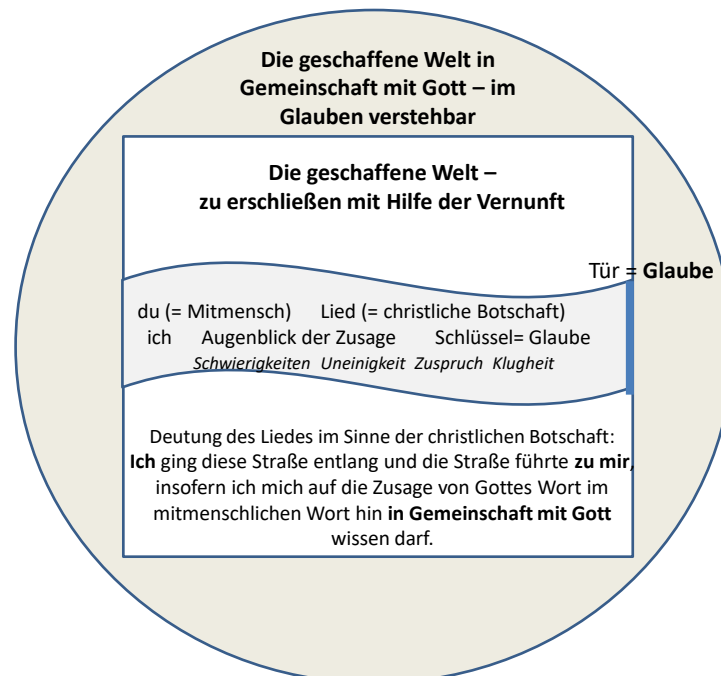 Die geschaffene Welt in
Gemeinschaft mit Gott – im
Glauben verstehbar
Die geschaffene Welt –
zu erschließen mit Hilfe der Vernunft
Tür = Glaube
du (= Mitmensch) Lied (= christliche Botschaft)
ich Augenblick der Zusage Schlüssel= Glaube
Schwierigkeiten Uneinigkeit Zuspruch Klugheit
Deutung des Liedes im Sinne der christlichen Botschaft:
Ich ging diese Straße entlang und die Straße führte zu mir,
insofern ich mich auf die Zusage von Gottes Wort im
mitmenschlichen Wort hin in Gemeinschaft mit Gott
wissen darf.